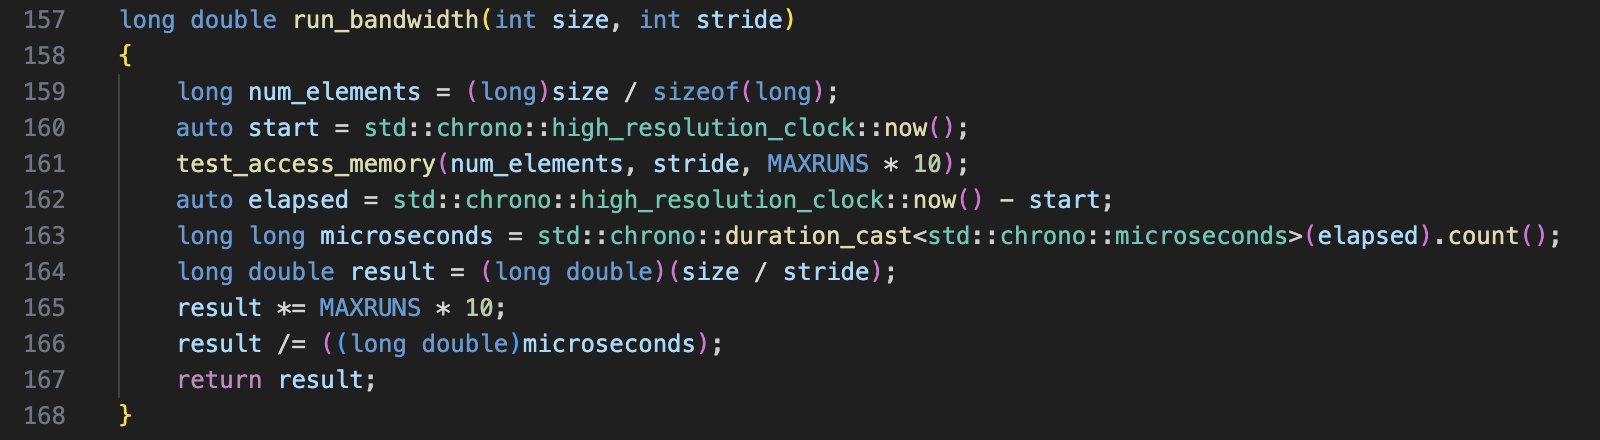 157 long double run_bandwidth(int size, int stride)
158 {
159 long num_elements = (long)size / sizeof(long);
160 auto start = std::chrono::high_resolution_clock::now();
161 test_access_memory(num_elements, stride, MAXRUNS * 10);
162 auto elapsed = std::chrono::high_resolution_clock::now() - start;
163 long long microseconds = std::chrono::duration_cast<std::chrono::microseconds>(elapsed).count();
164 long double result = (long double)(size / stride);
165 result *= MAXRUNS * 10;
166 result /= ((long double)microseconds);
167 return result;
168 }